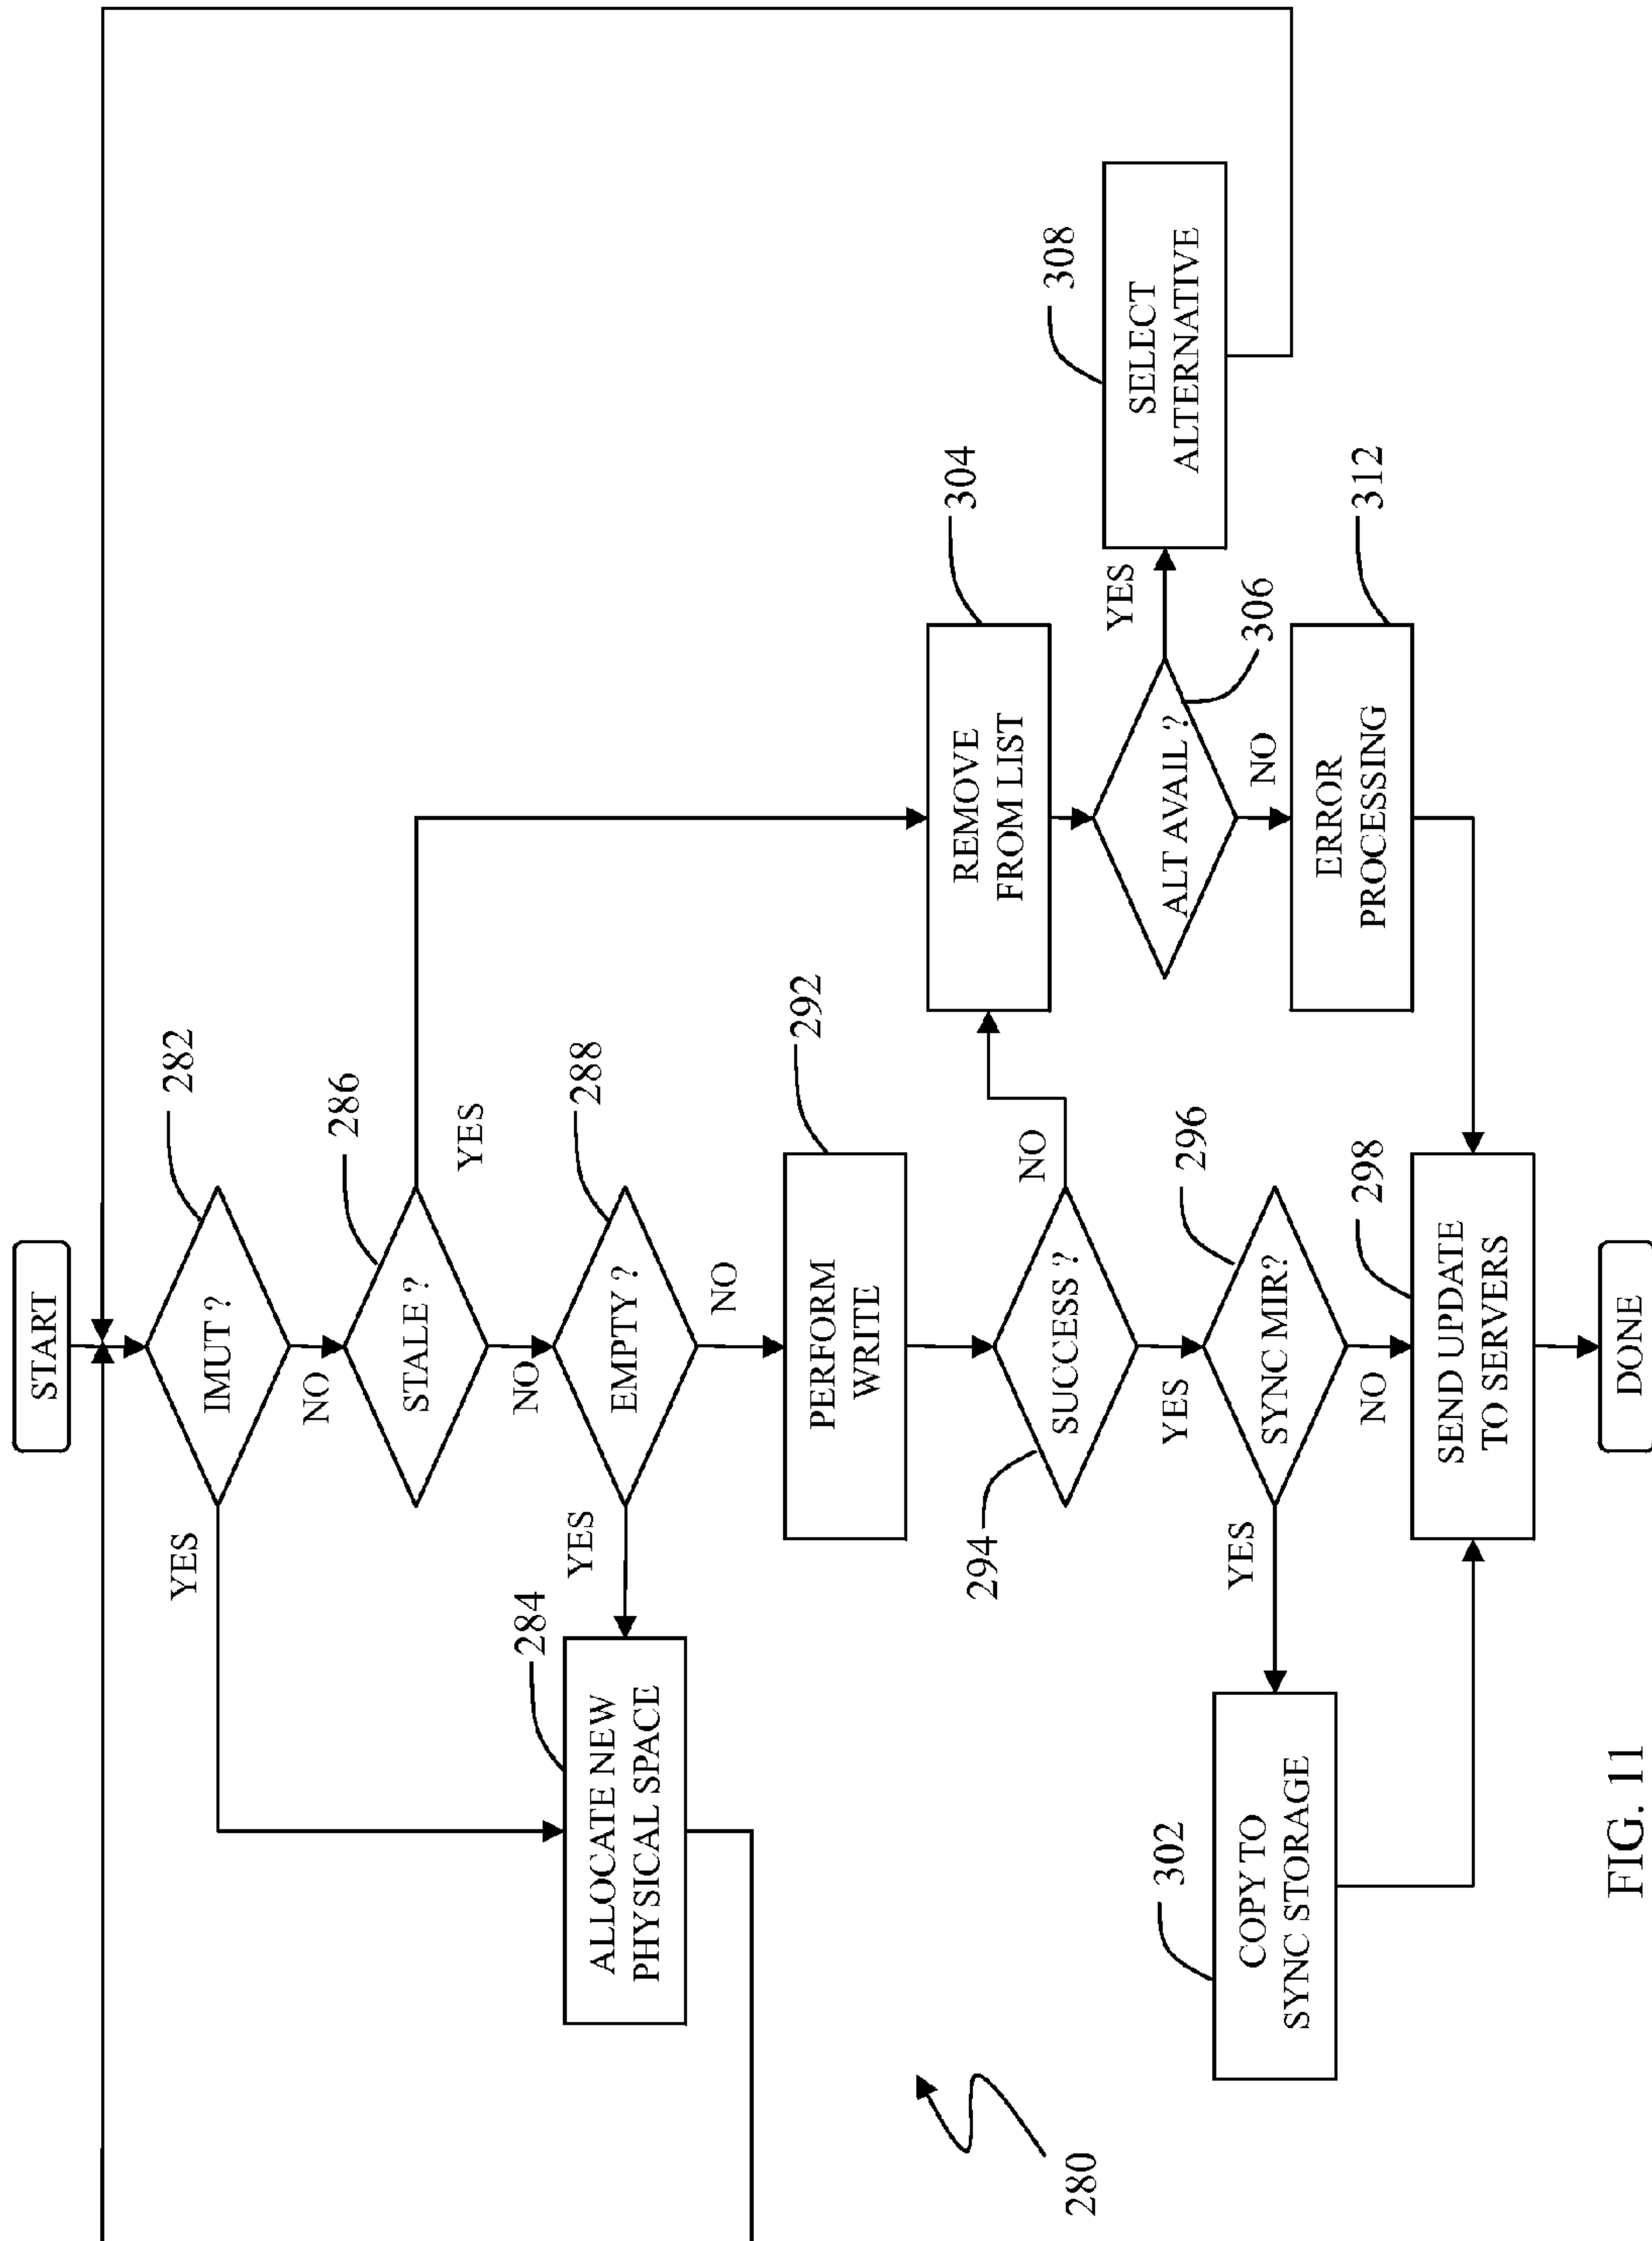 START
282
IMUT ?
YES
NO
286
STALE ?
YES
NO
288
EMPTY ?
YES
NO
284
ALLOCATE NEW
PHYSICAL SPACE
292
PERFORM
WRITE
304
REMOVE
FROM LIST
308
SELECT
ALTERNATIVE
294
SUCCESS ?
NO
YES
306
ALT AVAIL ?
YES
NO
296
SYNC MIR?
YES
NO
312
ERROR
PROCESSING
302
COPY TO
SYNC STORAGE
298
SEND UPDATE
TO SERVERS
280
DONE
FIG. 11